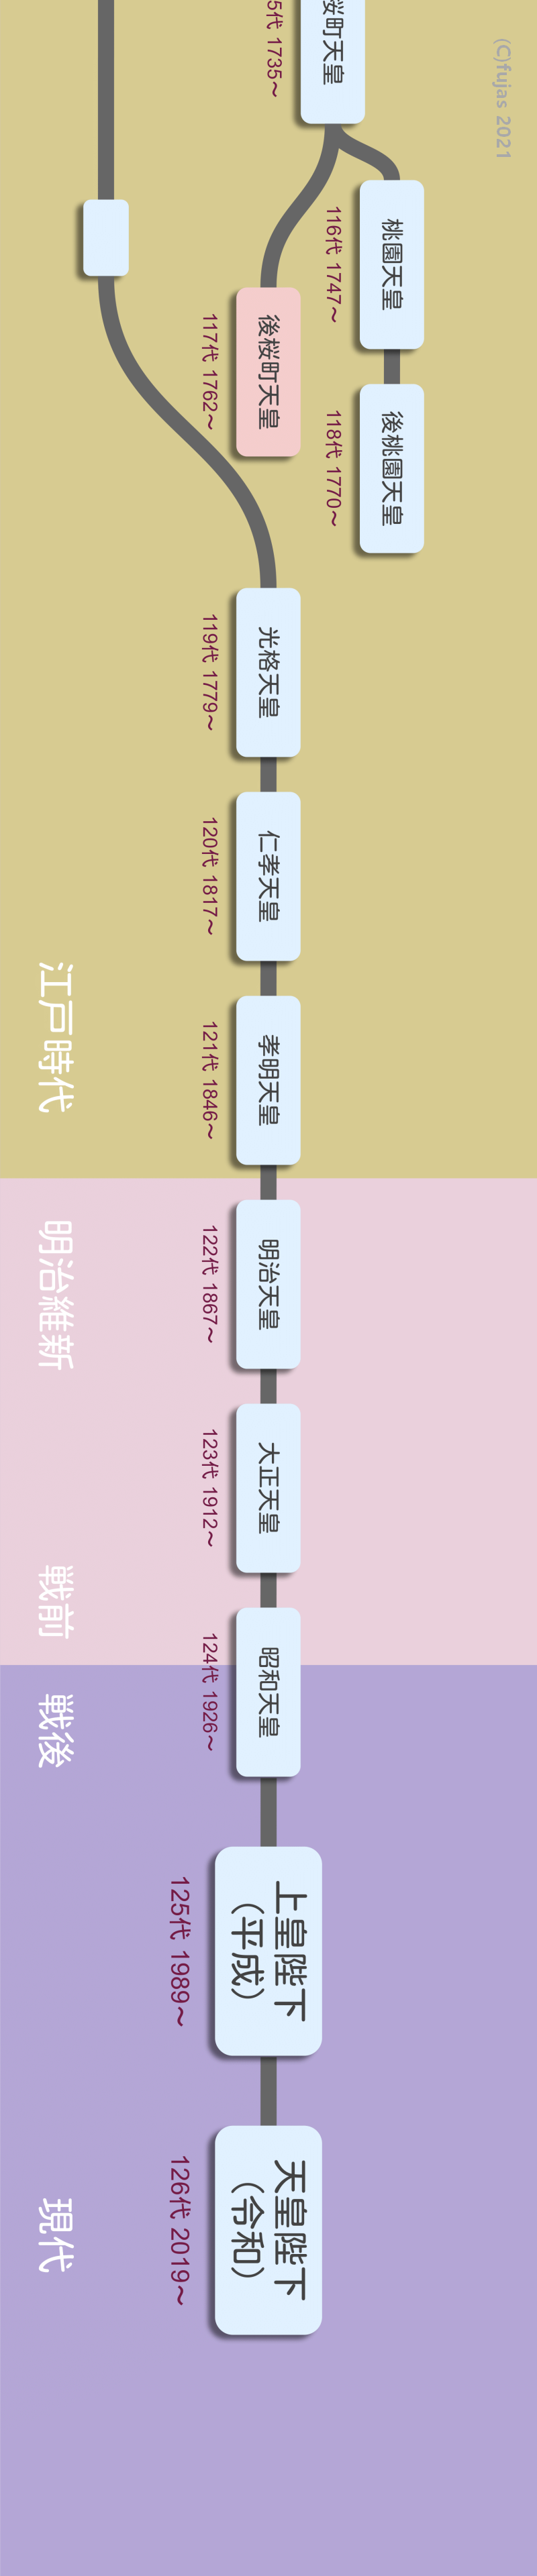 (C)fujas 2021
桜町天皇
5代 1735～
桃園天皇
116代 1747～
後桜町天皇
117代 1762～
後桃園天皇
118代 1770～
光格天皇
119代 1779～
仁孝天皇
120代 1817～
孝明天皇
121代 1846～
江戸時代
明治天皇
122代 1867～
明治維新
大正天皇
123代 1912～
戦前
昭和天皇
124代 1926～
戦後
上皇陛下
（平成）
125代 1989～
天皇陛下
（令和）
126代 2019～
現代